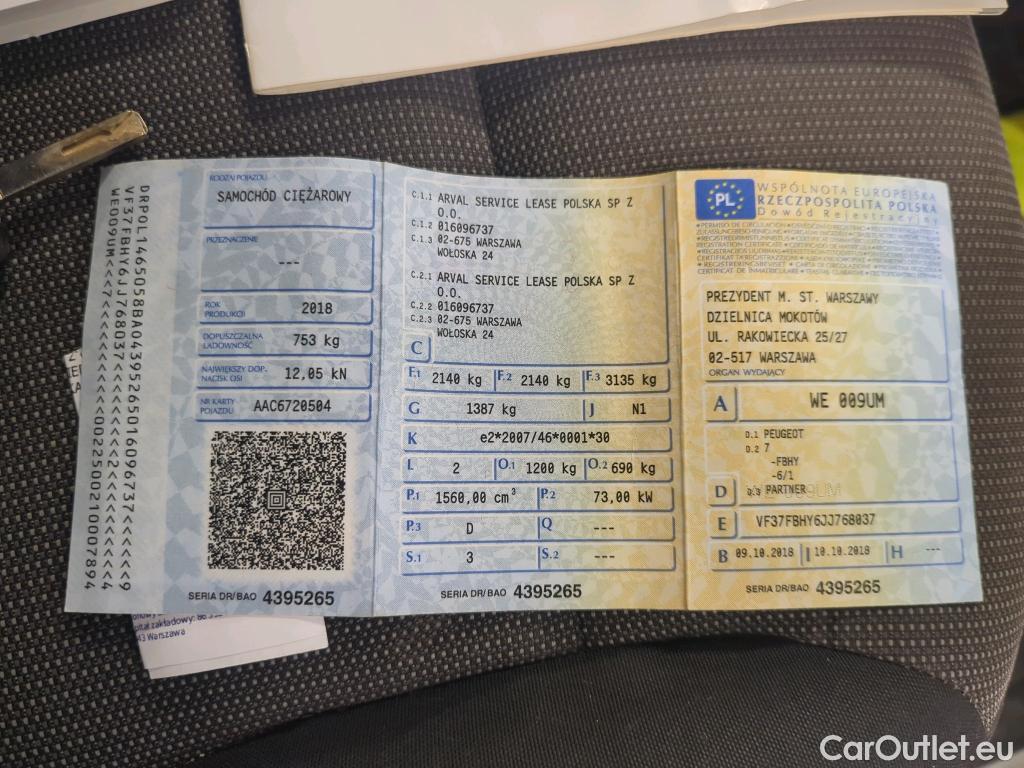 DRPOL1465058BA04395265016096737<<<<<<9
VF37FBHY6JJ768037
WE009UM<<7
RODZAJ POJAZDU
SAMOCHÓD CIĘŻAROWY
PRZEZNACZENIE
---
ROK PRODUKCJI
2018
DOPUSZCZALNA ŁADOWNOŚĆ
753 kg
NAJWIĘKSZY DOP. NACISK OSI
12,05 kN
NR KARTY POJAZDU
AAC6720504
SERIA DR/BAO 4395265
C.1.1 ARVAL SERVICE LEASE POLSKA SP Z
O.O.
C.1.2 016096737
C.1.3 02-675 WARSZAWA
WOŁOSKA 24
C.2.1 ARVAL SERVICE LEASE POLSKA SP Z
O.O.
C.2.2 016096737
C.2.3 02-675 WARSZAWA
WOŁOSKA 24
C
F.1 2140 kg F.2 2140 kg F.3 3135 kg
G 1387 kg J N1
K e2*2007/46*0001*30
L 2 O.1 1200 kg O.2 690 kg
P.1 1560,00 cm³ P.2 73,00 kW
P.3 D Q ---
S.1 3 S.2 ---
SERIA DR/BAO 4395265
PL
WSPÓLNOTA EUROPEJSKA
RZECZPOSPOLITA POLSKA
Dowód Rejestracyjny
PREZYDENT M. ST. WARSZAWY
DZIELNICA MOKOTÓW
UL. RAKOWIECKA 25/27
02-517 WARSZAWA
ORGAN WYDAJĄCY
A WE 009UM
D.1 PEUGEOT
D.2 7
-FBHY
-6/1
D D.3 PARTNER
E VF37FBHY6JJ768037
B 09.10.2018 I 10.10.2018 H ---
SERIA DR/BAO 4395265
43 Warszawa
CarOutlet.eu